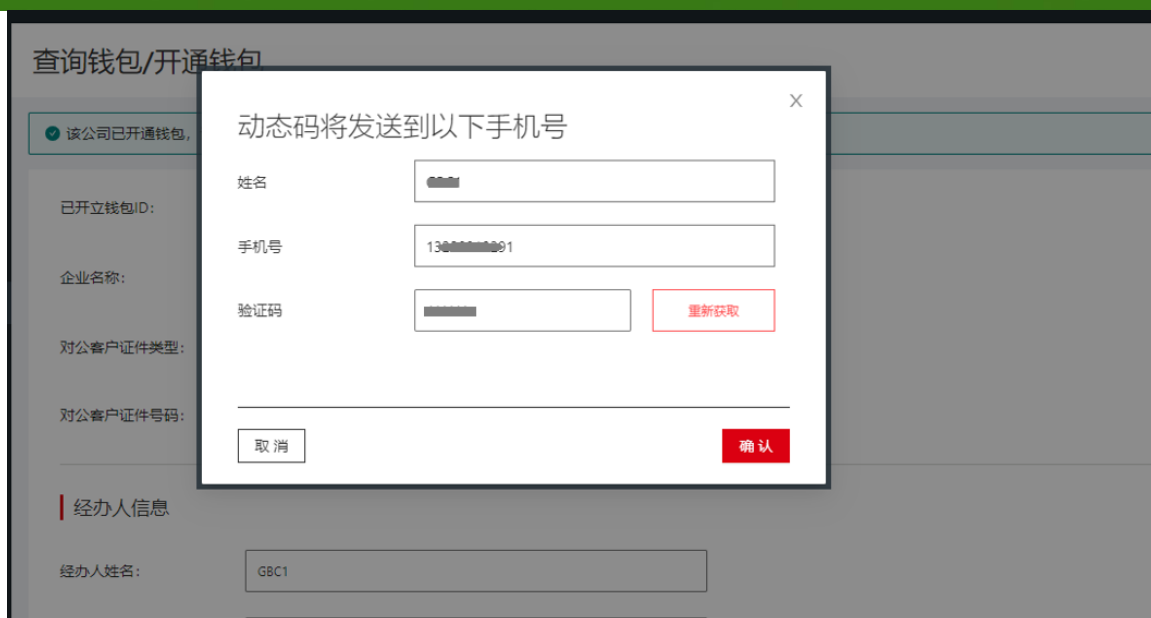 查询钱包/开通钱包
该公司已开通钱包,
动态码将发送到以下手机号
姓名
手机号
验证码
重新获取
取消
确认
已开立钱包ID:
企业名称:
对公客户证件类型:
对公客户证件号码:
经办人信息
经办人姓名:
GBC1